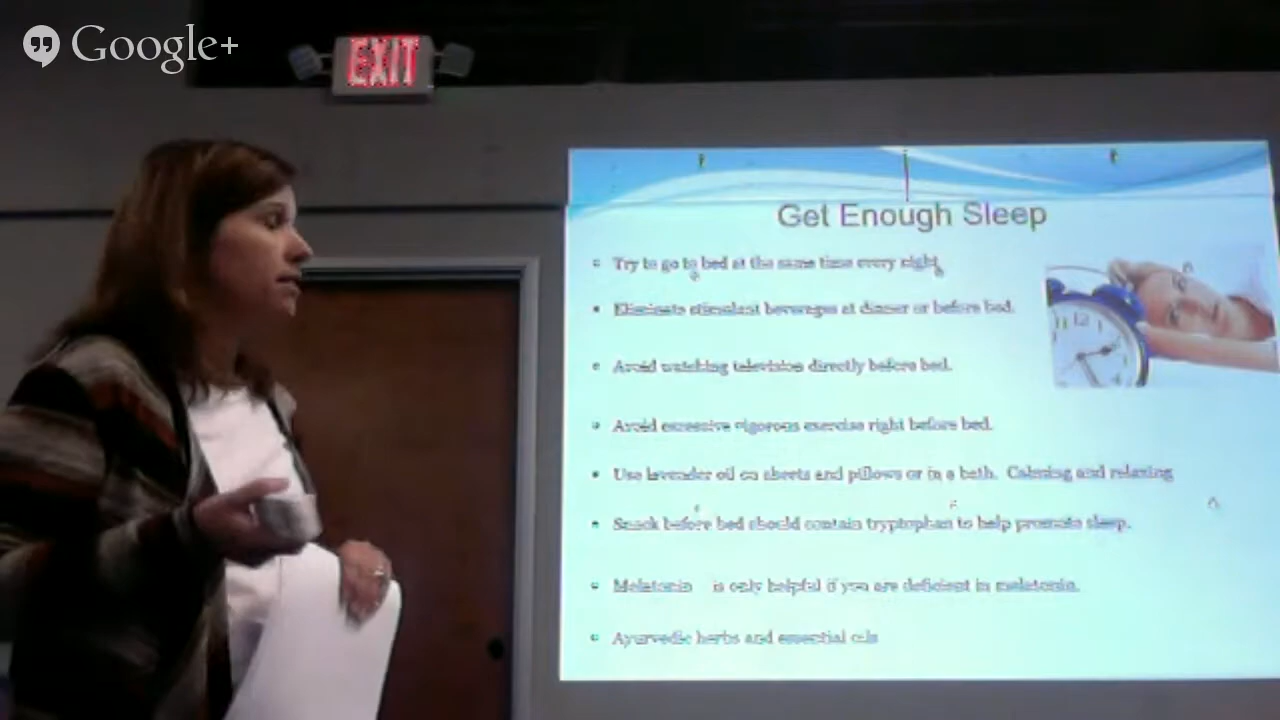 Google+
EXIT
Get Enough Sleep
Try to go to bed at the same time every night
Eliminate stimulant beverages at dinner or before bed.
Avoid watching television directly before bed.
Avoid excessive vigorous exercise right before bed.
Use lavender oil on sheets and pillows or in a bath. Calming and relaxing
Snack before bed should contain tryptophan to help promote sleep.
Melatonin is only helpful if you are deficient in melatonin.
Ayurvedic herbs and essential oils
12